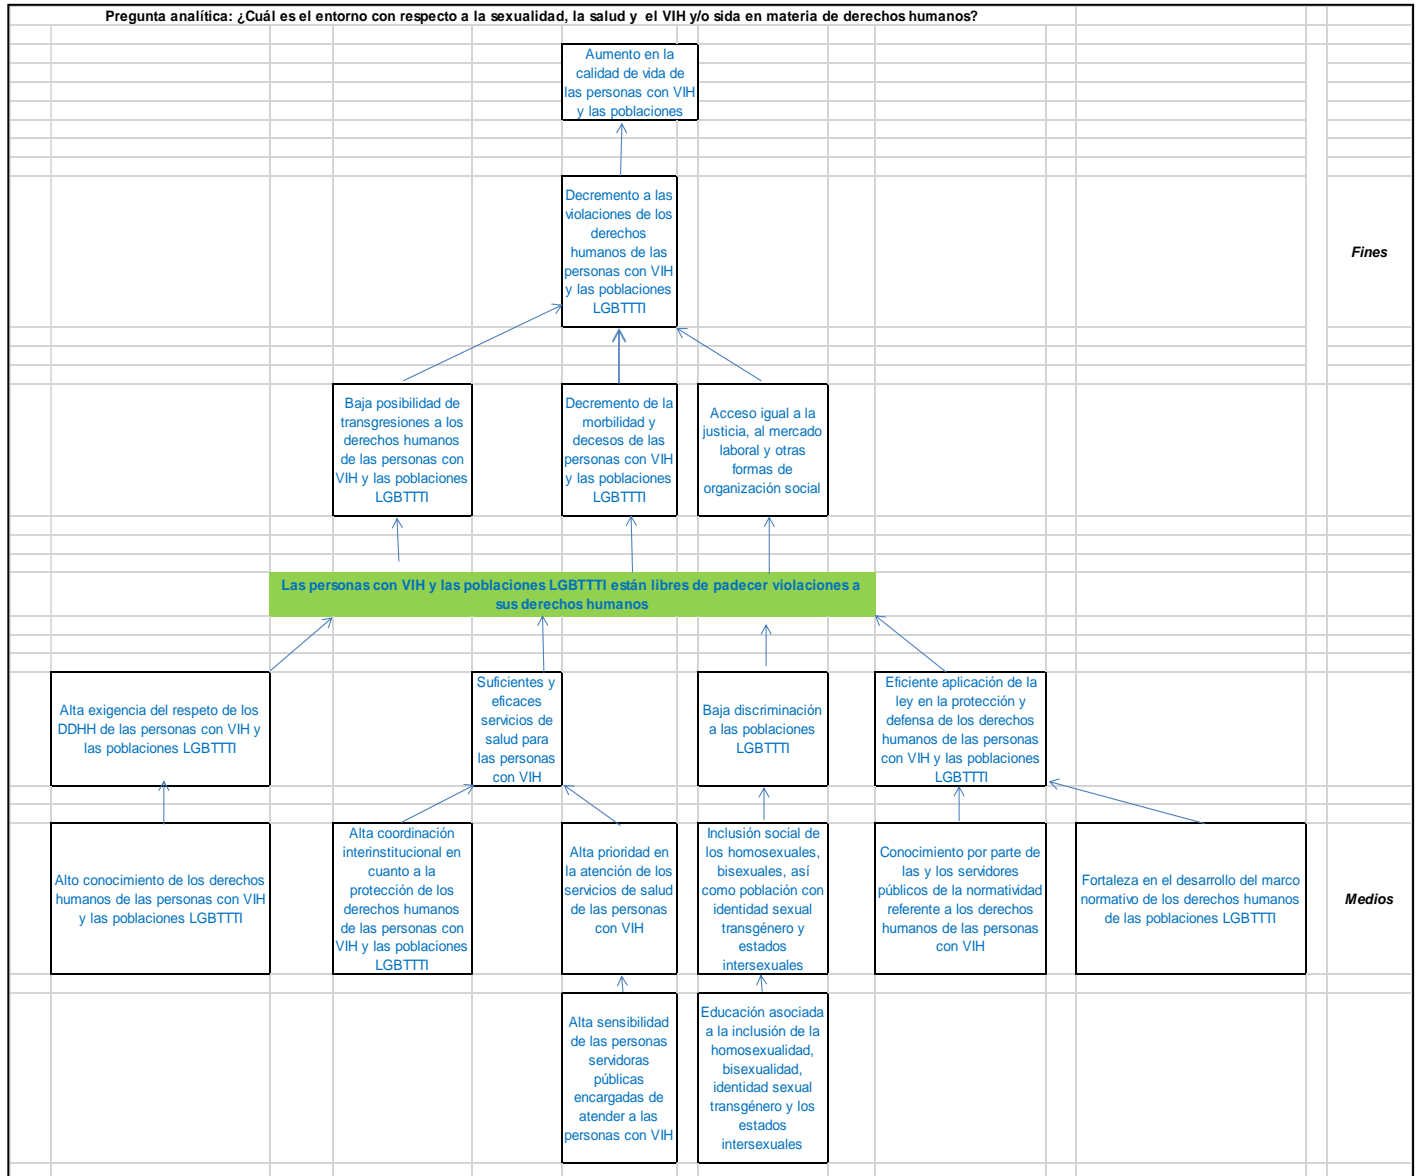 Pregunta analítica: ¿Cuál es el entorno con respecto a la sexualidad, la salud y el VIH y/o sida en materia de derechos humanos?
Aumento en la
calidad de vida de
las personas con VIH
y las poblaciones
Decremento a las
violaciones de los
derechos
humanos de las
personas con VIH
y las poblaciones
LGBTTTI
Fines
Baja posibilidad de
transgresiones a los
derechos humanos
de las personas con
VIH y las poblaciones
LGBTTTI
Decremento de la
morbilidad y
decesos de las
personas con VIH
y las poblaciones
LGBTTTI
Acceso igual a la
justicia, al mercado
laboral y otras
formas de
organización social
Las personas con VIH y las poblaciones LGBTTTI están libres de padecer violaciones a
sus derechos humanos
Alta exigencia del respeto de los
DDHH de las personas con VIH y
las poblaciones LGBTTTI
Suficientes y
eficaces
servicios de
salud para
las personas
con VIH
Baja discriminación
a las poblaciones
LGBTTTI
Eficiente aplicación de la
ley en la protección y
defensa de los derechos
humanos de las personas
con VIH y las poblaciones
LGBTTTI
Alto conocimiento de los derechos
humanos de las personas con VIH
y las poblaciones LGBTTTI
Alta coordinación
interinstitucional en
cuanto a la
protección de los
derechos humanos
de las personas con
VIH y las poblaciones
LGBTTTI
Alta prioridad en
la atención de los
servicios de salud
de las personas
con VIH
Inclusión social de
los homosexuales,
bisexuales, así
como población con
identidad sexual
transgénero y
estados
intersexuales
Conocimiento por parte de
las y los servidores
públicos de la normatividad
referente a los derechos
humanos de las personas
con VIH
Fortaleza en el desarrollo del marco
normativo de los derechos humanos
de las poblaciones LGBTTTI
Medios
Alta sensibilidad
de las personas
servidoras
públicas
encargadas de
atender a las
personas con VIH
Educación asociada
a la inclusión de la
homosexualidad,
bisexualidad,
identidad sexual
transgénero y los
estados
intersexuales